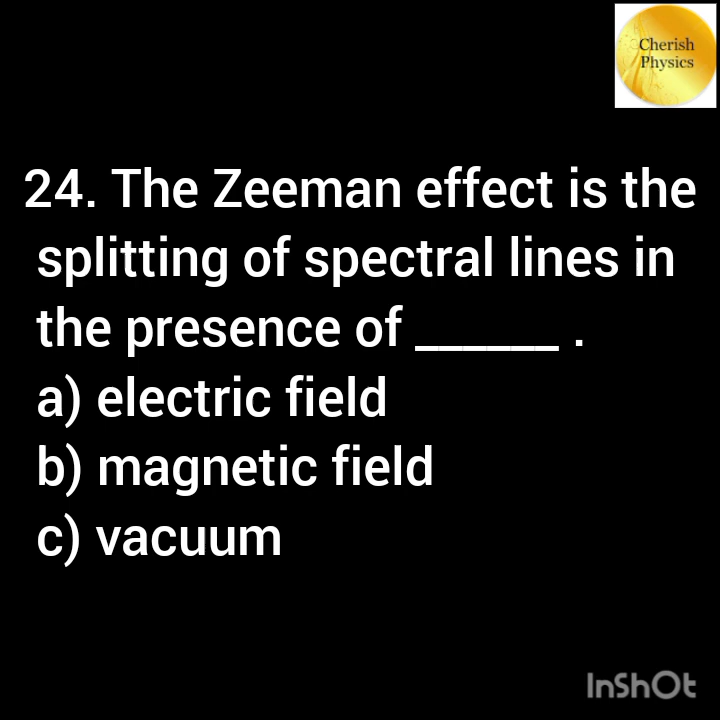 Cherish
Physics
24. The Zeeman effect is the
splitting of spectral lines in
the presence of ______ .
a) electric field
b) magnetic field
c) vacuum
InShOt